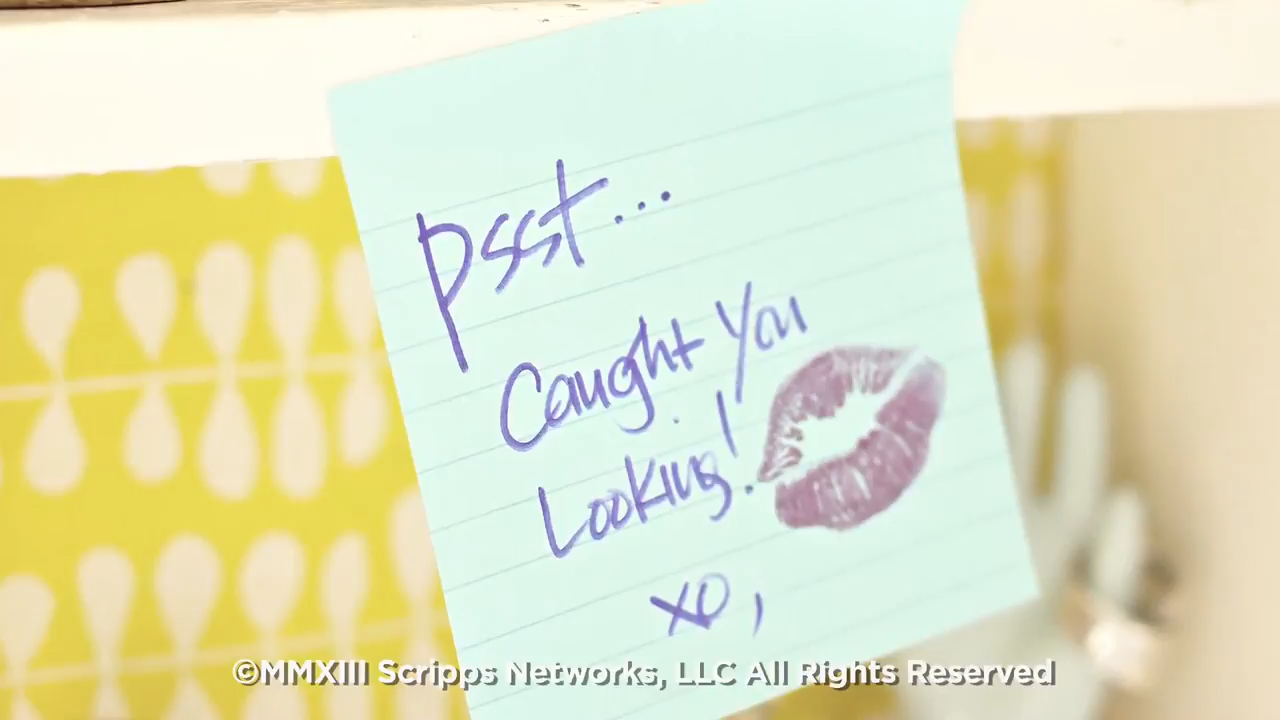 Psst...
Caught You
Looking!
xo,
©MMXIII Scripps Networks, LLC All Rights Reserved